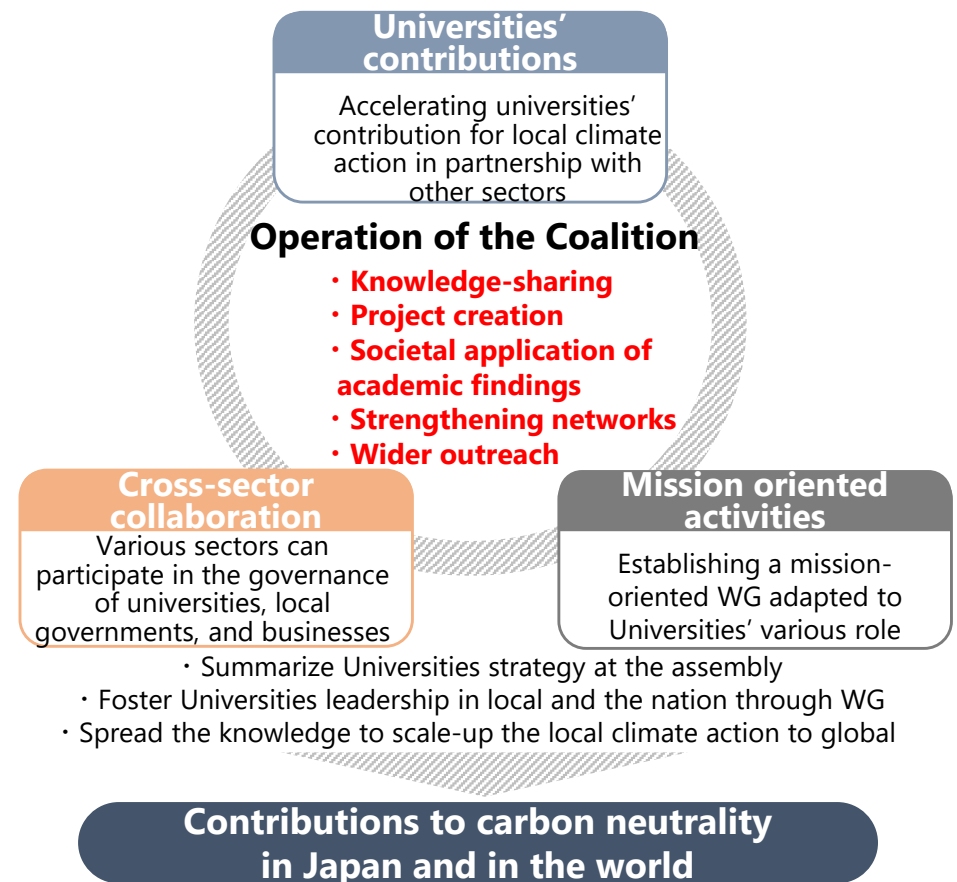 Universities’
contributions
Accelerating universities’
contribution for local climate
action in partnership with
other sectors
Operation of the Coalition
・Knowledge-sharing
・Project creation
・Societal application of
academic findings
・Strengthening networks
・Wider outreach
Cross-sector
collaboration
Various sectors can
participate in the governance
of universities, local
governments, and businesses
Mission oriented
activities
Establishing a mission-
oriented WG adapted to
Universities’ various role
・Summarize Universities strategy at the assembly
・Foster Universities leadership in local and the nation through WG
・Spread the knowledge to scale-up the local climate action to global
Contributions to carbon neutrality
in Japan and in the world